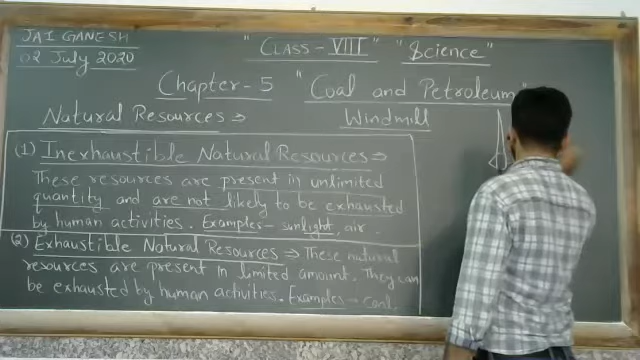 JAI GANESH
02 July 2020
"CLASS - VIII" "Science"
Chapter - 5 "Coal and Petroleum"
Natural Resources ⇒
Windmill
(1) Inexhaustible Natural Resources ⇒
These resources are present in unlimited
quantity and are not likely to be exhausted
by human activities. Examples - sunlight, air.
(2) Exhaustible Natural Resources ⇒ These natural
resources are present in limited amount. They can
be exhausted by human activities. Examples - coal.